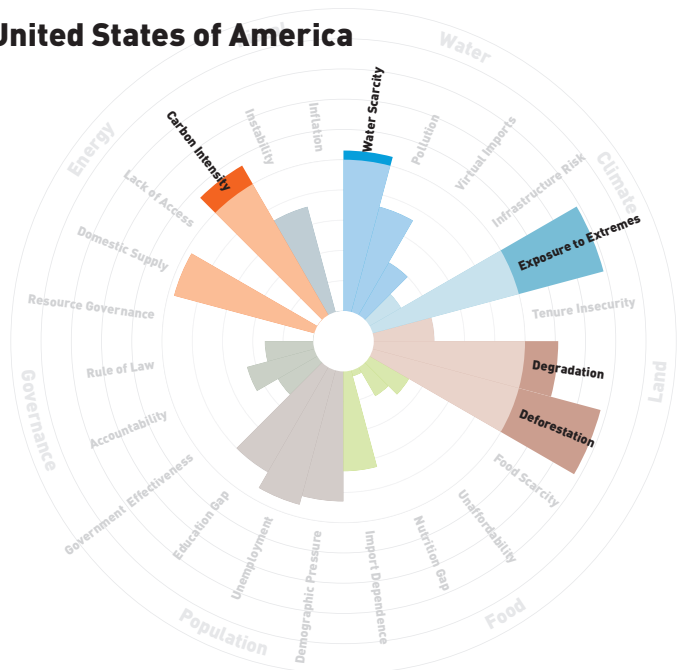 United States of America
Water
Water Scarcity
Pollution
Virtual Imports
Climate
Infrastructure Risk
Exposure to Extremes
Land
Tenure Insecurity
Degradation
Deforestation
Food
Food Scarcity
Unaffordability
Nutrition Gap
Import Dependence
Population
Demographic Pressure
Unemployment
Education Gap
Governance
Government Effectiveness
Accountability
Rule of Law
Resource Governance
Energy
Domestic Supply
Lack of Access
Carbon Intensity
Instability
Inflation